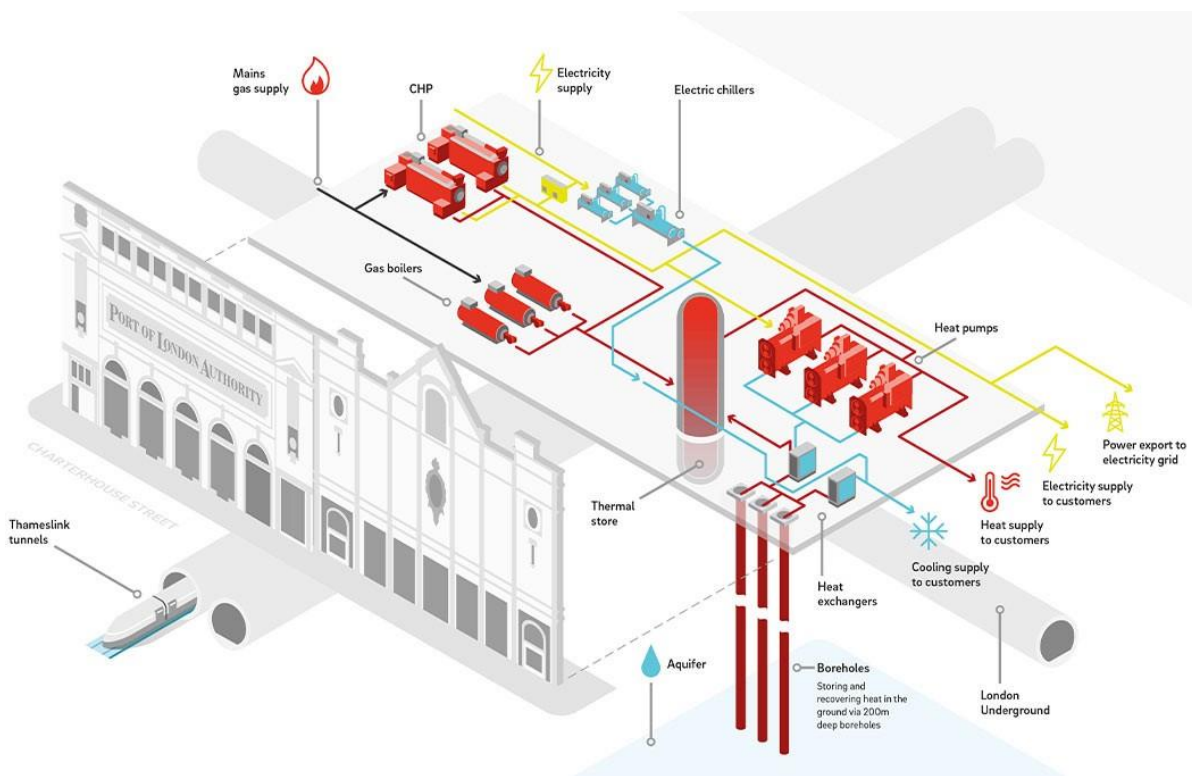 Mains
gas supply
CHP
Electricity
supply
Electric chillers
Gas boilers
PORT OF LONDON AUTHORITY
CHARTERHOUSE STREET
Heat pumps
Power export to
electricity grid
Electricity supply
to customers
Heat supply
to customers
Cooling supply
to customers
Thermal
store
Thameslink
tunnels
Heat
exchangers
Aquifer
Boreholes
Storing and
recovering heat in the
ground via 200m
deep boreholes
London
Underground